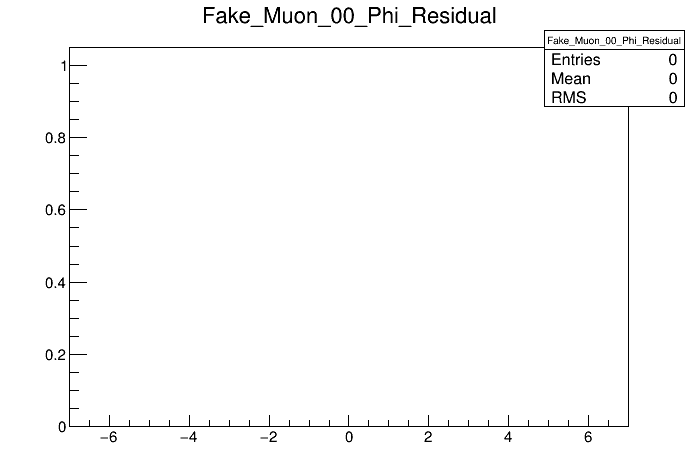 Fake_Muon_00_Phi_Residual
Fake_Muon_00_Phi_Residual
Entries 0
Mean 0
RMS 0
1
0.8
0.6
0.4
0.2
0
−6 −4 −2 0 2 4 6